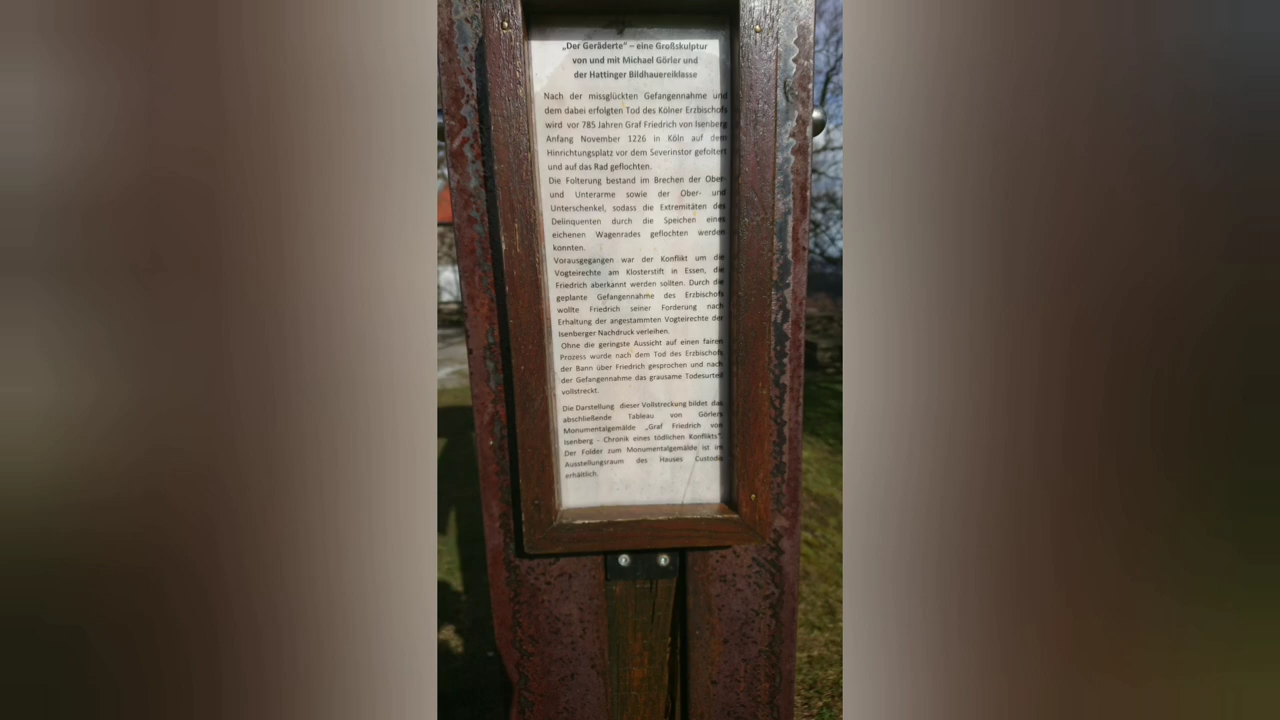 „Der Geräderte“ – eine Großskulptur
von und mit Michael Görler und
der Hattinger Bildhauereiklasse
Nach der missglückten Gefangennahme und
dem dabei erfolgten Tod des Kölner Erzbischofs
wird vor 785 Jahren Graf Friedrich von Isenberg
Anfang November 1226 in Köln auf dem
Hinrichtungsplatz vor dem Severinstor gefoltert
und auf das Rad geflochten.
Die Folterung bestand im Brechen der Ober-
und Unterarme sowie der Ober- und
Unterschenkel, sodass die Extremitäten des
Delinquenten durch die Speichen eines
eichenen Wagenrades geflochten werden
konnten.
Vorausgegangen war der Konflikt um die
Vogteirechte am Klosterstift in Essen, die
Friedrich aberkannt werden sollten. Durch die
geplante Gefangennahme des Erzbischofs
wollte Friedrich seiner Forderung nach
Erhaltung der angestammten Vogteirechte der
Isenberger Nachdruck verleihen.
Ohne die geringste Aussicht auf einen fairen
Prozess wurde nach dem Tod des Erzbischofs
der Bann über Friedrich gesprochen und nach
der Gefangennahme das grausame Todesurteil
vollstreckt.
Die Darstellung dieser Vollstreckung bildet das
abschließende Tableau von Görlers
Monumentalgemälde „Graf Friedrich von
Isenberg - Chronik eines tödlichen Konflikts“.
Der Folder zum Monumentalgemälde ist im
Ausstellungsraum des Hauses Custodis
erhältlich.